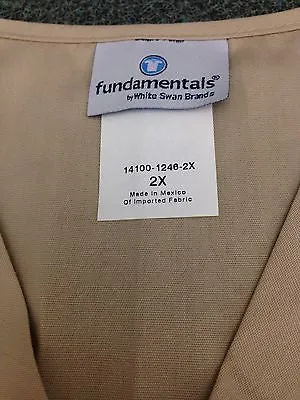 fundamentals®
by White Swan Brands
14100-1246-2X
2X
Made in Mexico
Of Imported Fabric